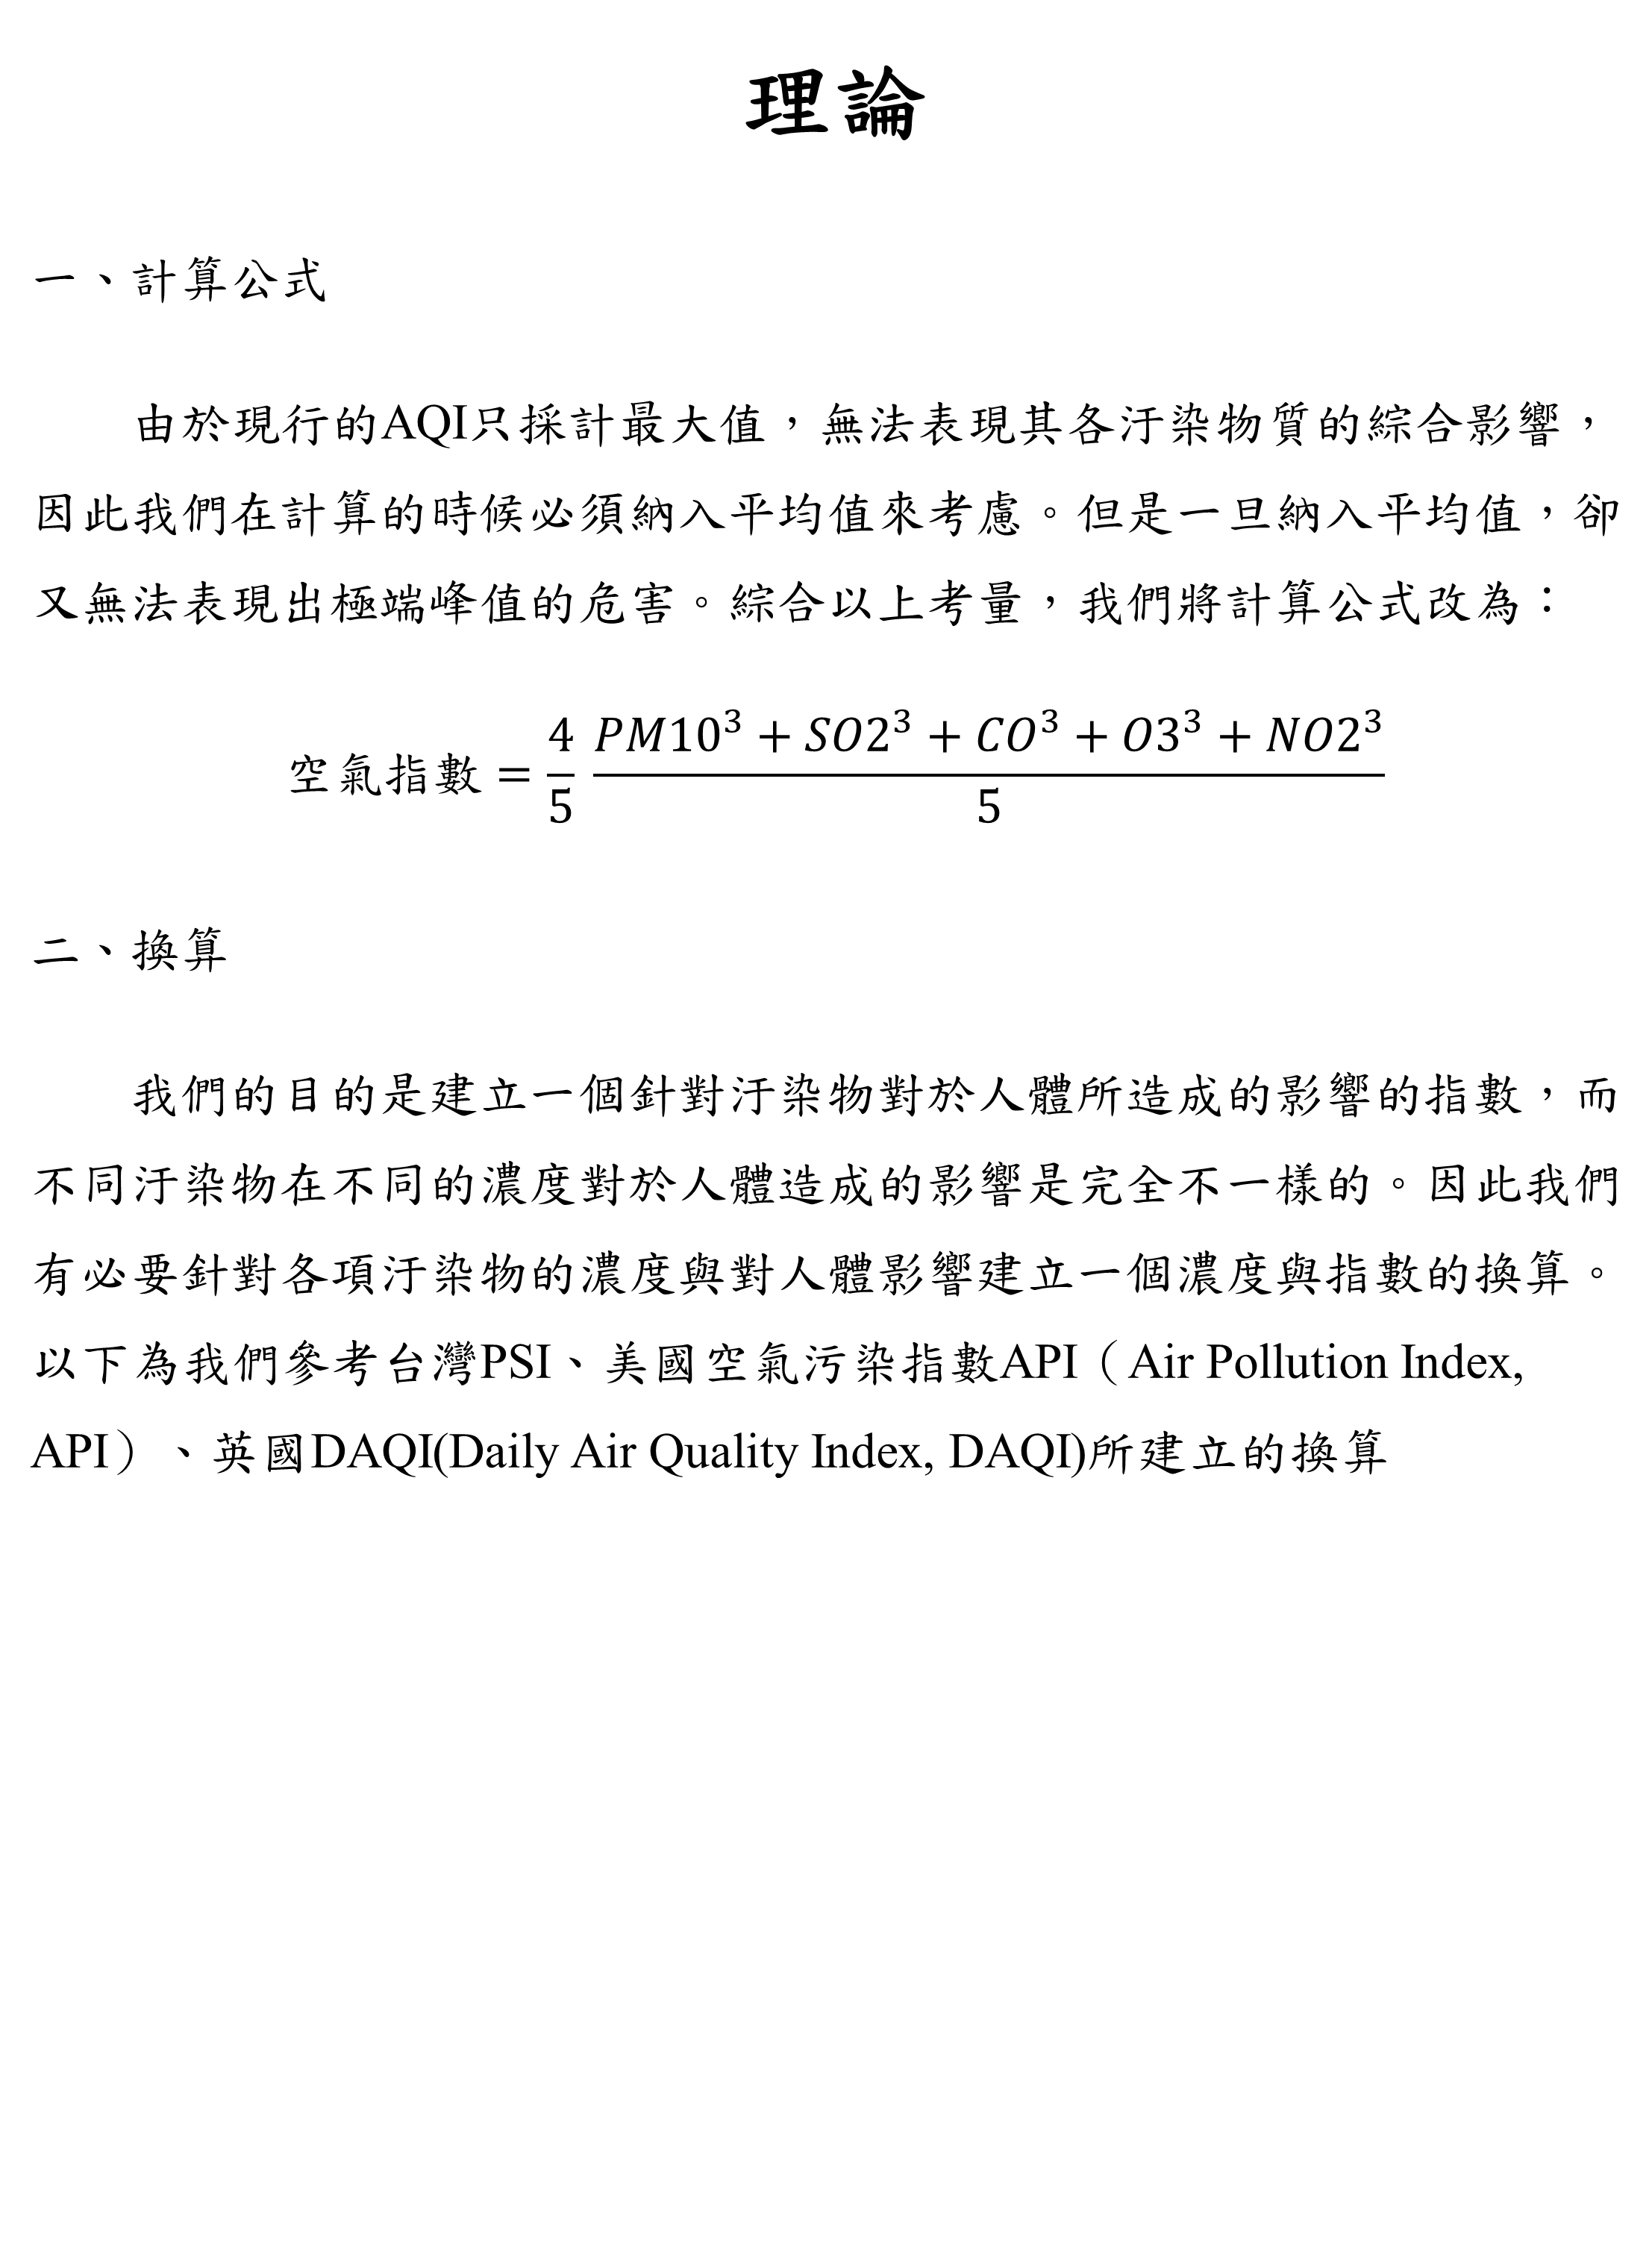 理論
一、計算公式
由於現行的AQI只採計最大值，無法表現其各汙染物質的綜合影響，
因此我們在計算的時候必須納入平均值來考慮。但是一旦納入平均值，卻
又無法表現出極端峰值的危害。綜合以上考量，我們將計算公式改為：
空氣指數 = 4/5 (PM10³ + SO2³ + CO³ + O3³ + NO2³)/5
二、換算
我們的目的是建立一個針對汙染物對於人體所造成的影響的指數，而
不同汙染物在不同的濃度對於人體造成的影響是完全不一樣的。因此我們
有必要針對各項汙染物的濃度與對人體影響建立一個濃度與指數的換算。
以下為我們參考台灣PSI、美國空氣污染指數API（Air Pollution Index,
API）、英國DAQI(Daily Air Quality Index, DAQI)所建立的換算